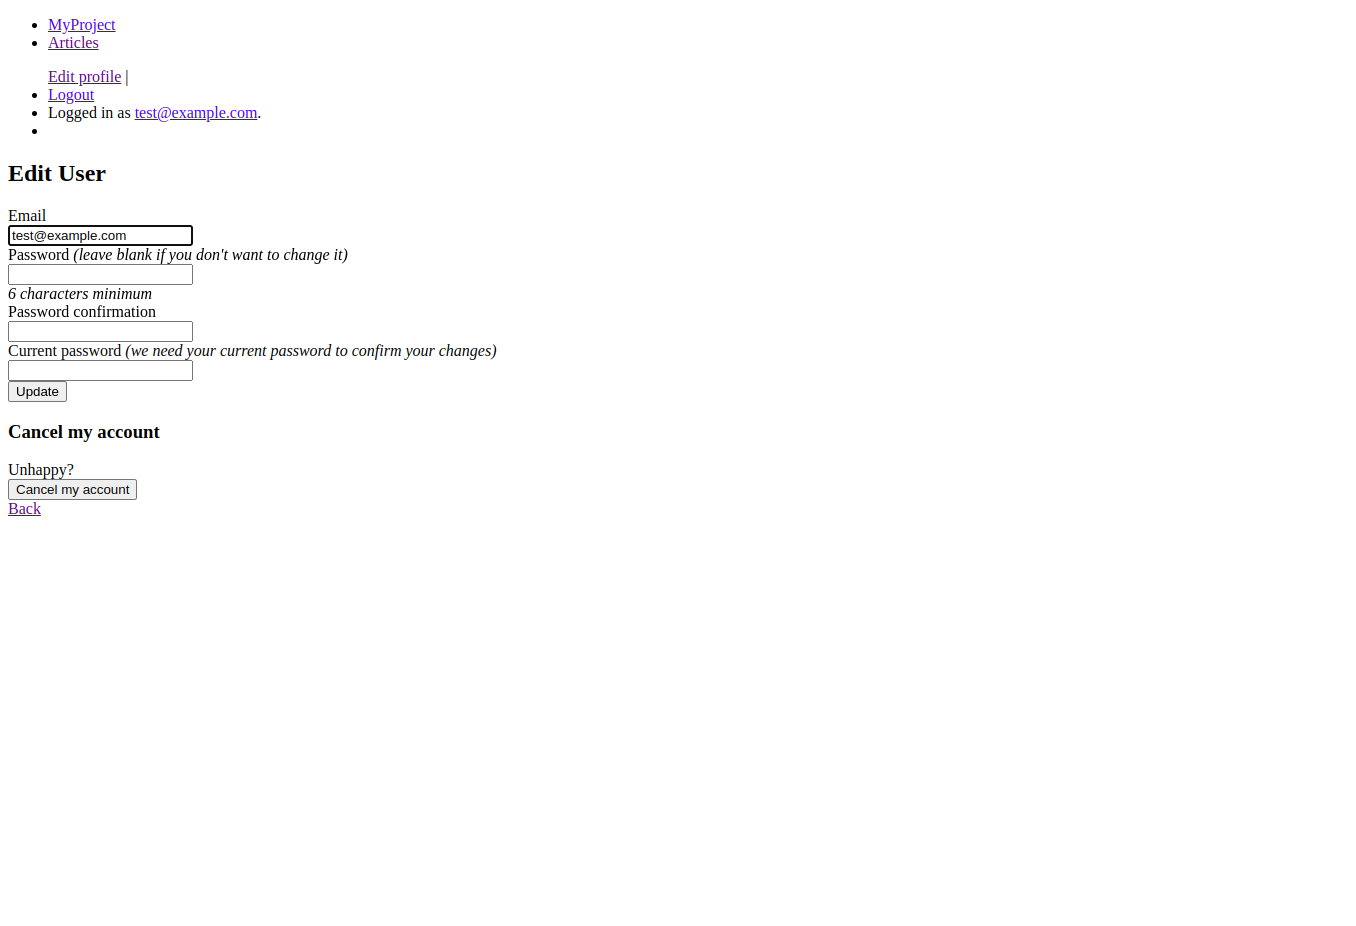 MyProject
Articles
Edit profile |
Logout
Logged in as test@example.com.
Edit User
Email
test@example.com
Password (leave blank if you don't want to change it)
6 characters minimum
Password confirmation
Current password (we need your current password to confirm your changes)
Update
Cancel my account
Unhappy?
Cancel my account
Back